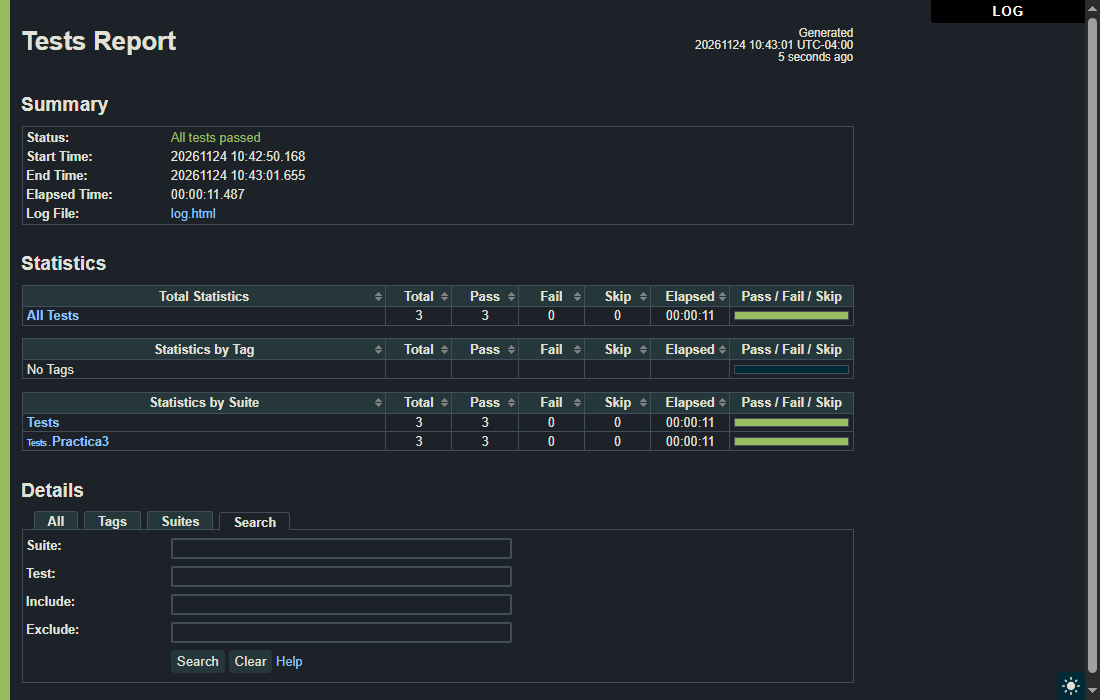 LOG
Tests Report
Generated
20261124 10:43:01 UTC-04:00
5 seconds ago
Summary
Status: All tests passed
Start Time: 20261124 10:42:50.168
End Time: 20261124 10:43:01.655
Elapsed Time: 00:00:11.487
Log File: log.html
Statistics
Total Statistics Total Pass Fail Skip Elapsed Pass / Fail / Skip
All Tests 3 3 0 0 00:00:11
Statistics by Tag Total Pass Fail Skip Elapsed Pass / Fail / Skip
No Tags
Statistics by Suite Total Pass Fail Skip Elapsed Pass / Fail / Skip
Tests 3 3 0 0 00:00:11
Tests . Practica3 3 3 0 0 00:00:11
Details
All Tags Suites Search
Suite:
Test:
Include:
Exclude:
Search Clear Help